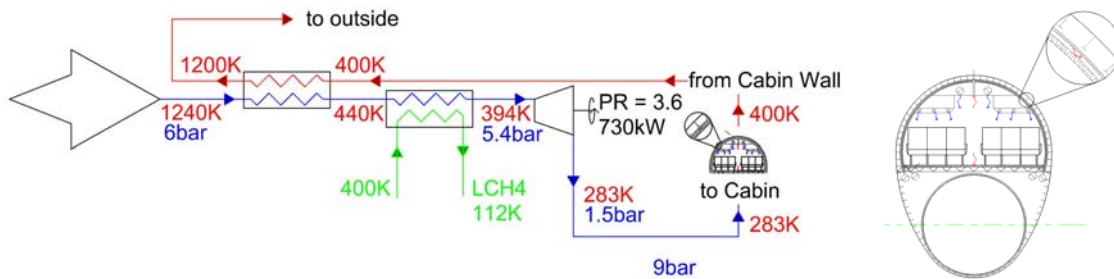 to outside
1200K
400K
from Cabin Wall
1240K
6bar
440K
394K
5.4bar
PR = 3.6
730kW
400K
400K
LCH4
112K
to Cabin
283K
1.5bar
283K
9bar